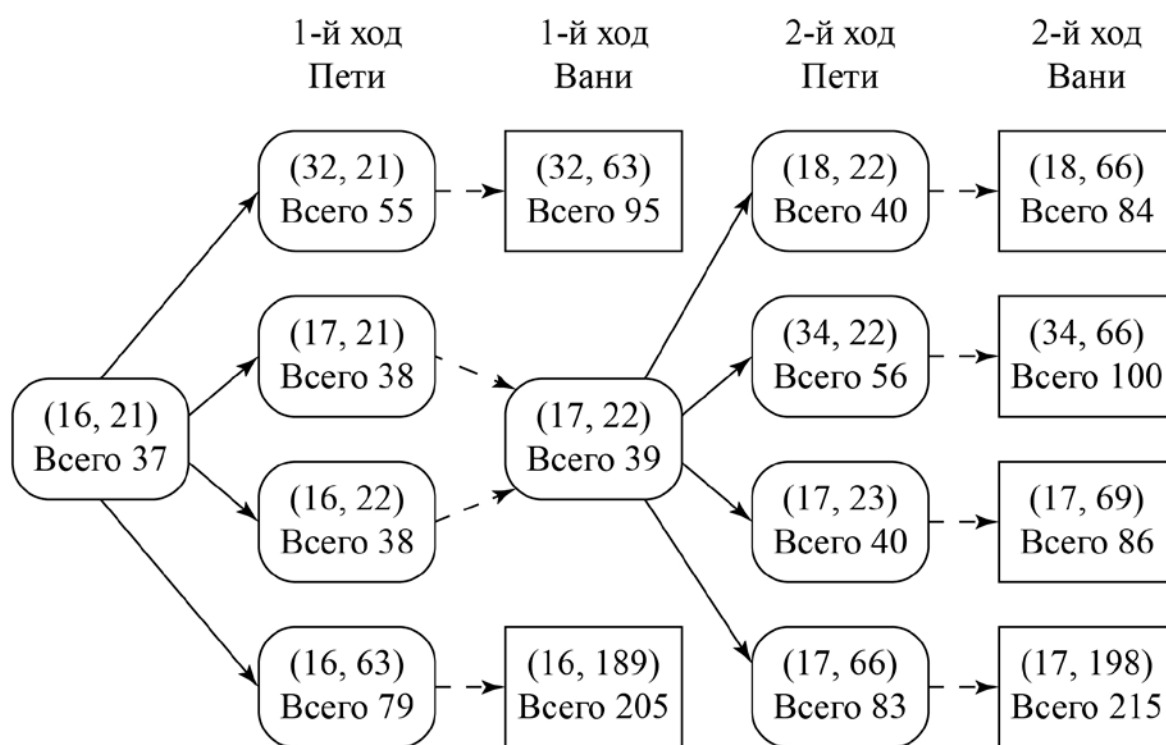 1-й ход
Пети
1-й ход
Вани
2-й ход
Пети
2-й ход
Вани
(16, 21)
Всего 37
(32, 21)
Всего 55
(17, 21)
Всего 38
(16, 22)
Всего 38
(16, 63)
Всего 79
(32, 63)
Всего 95
(17, 22)
Всего 39
(16, 189)
Всего 205
(18, 22)
Всего 40
(34, 22)
Всего 56
(17, 23)
Всего 40
(17, 66)
Всего 83
(18, 66)
Всего 84
(34, 66)
Всего 100
(17, 69)
Всего 86
(17, 198)
Всего 215